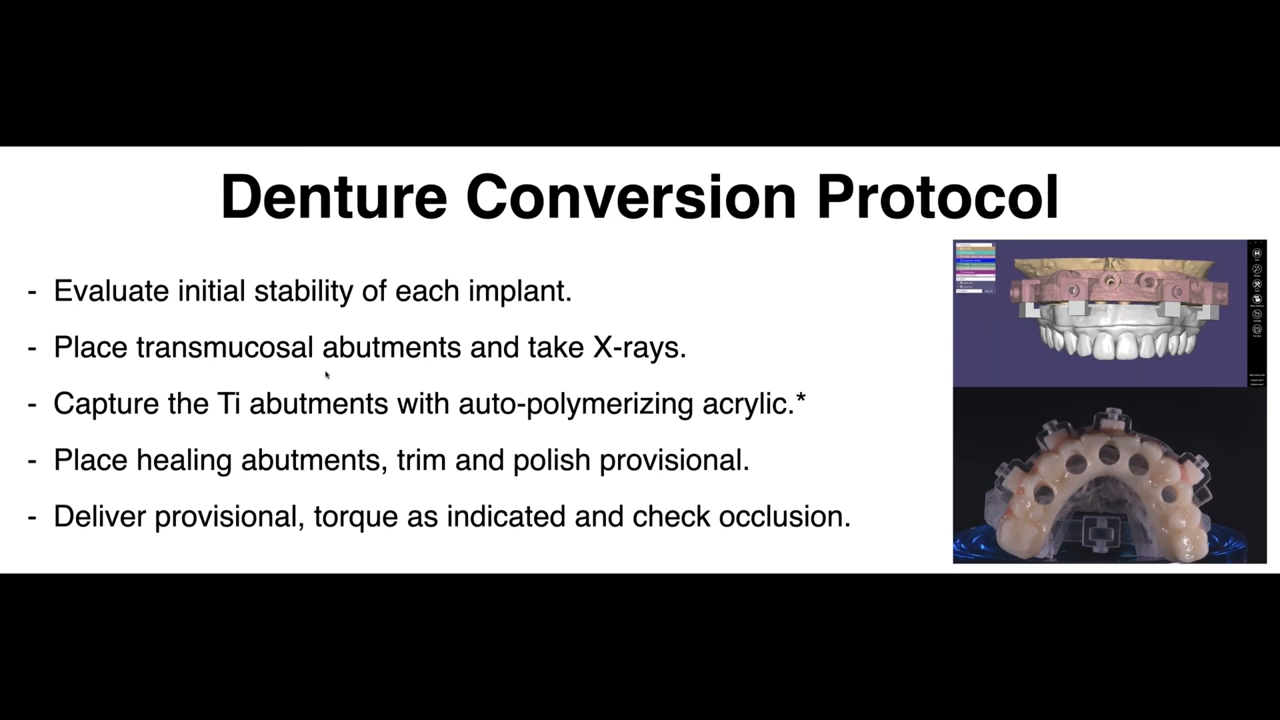 Denture Conversion Protocol
- Evaluate initial stability of each implant.
- Place transmucosal abutments and take X-rays.
- Capture the Ti abutments with auto-polymerizing acrylic.*
- Place healing abutments, trim and polish provisional.
- Deliver provisional, torque as indicated and check occlusion.